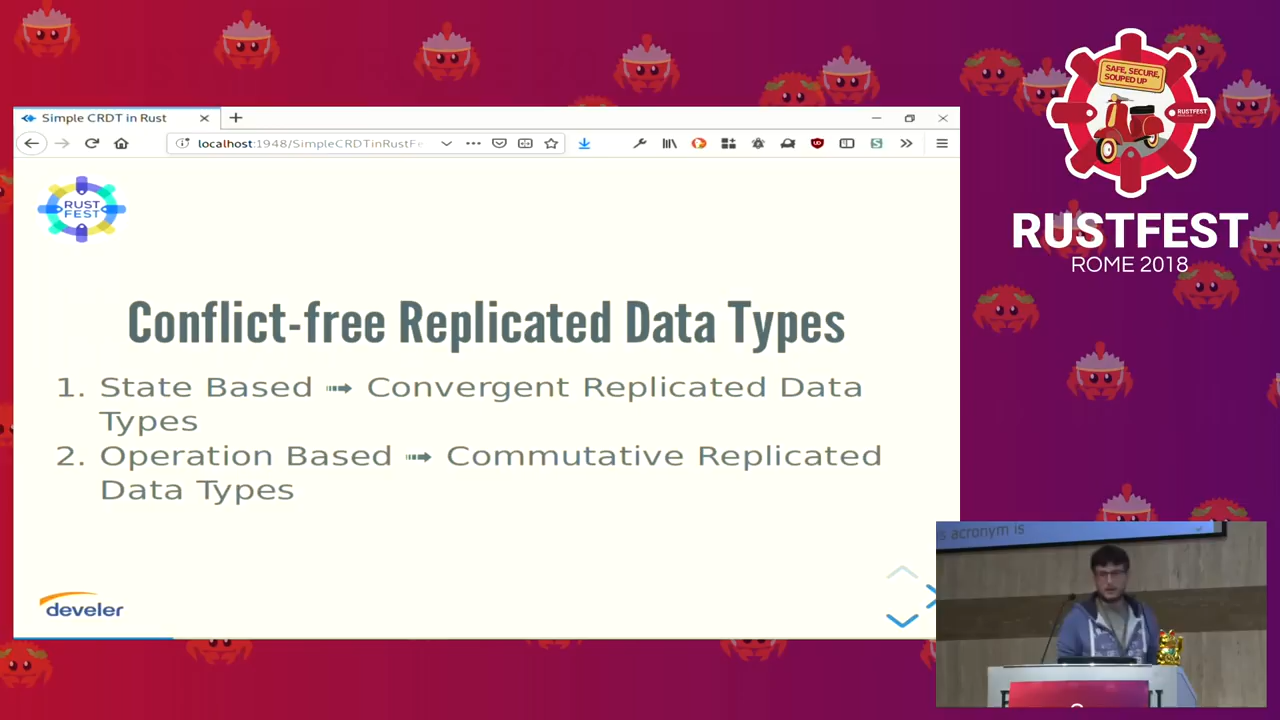 Simple CRDT in Rust
localhost:1948/SimpleCRDTinRustFe
RUST
FEST
Conflict-free Replicated Data Types
1. State Based ➟ Convergent Replicated Data
Types
2. Operation Based ➟ Commutative Replicated
Data Types
develer
SAFE, SECURE,
SOUPED UP
RUSTFEST
RUSTFEST
ROME 2018
s acronym is